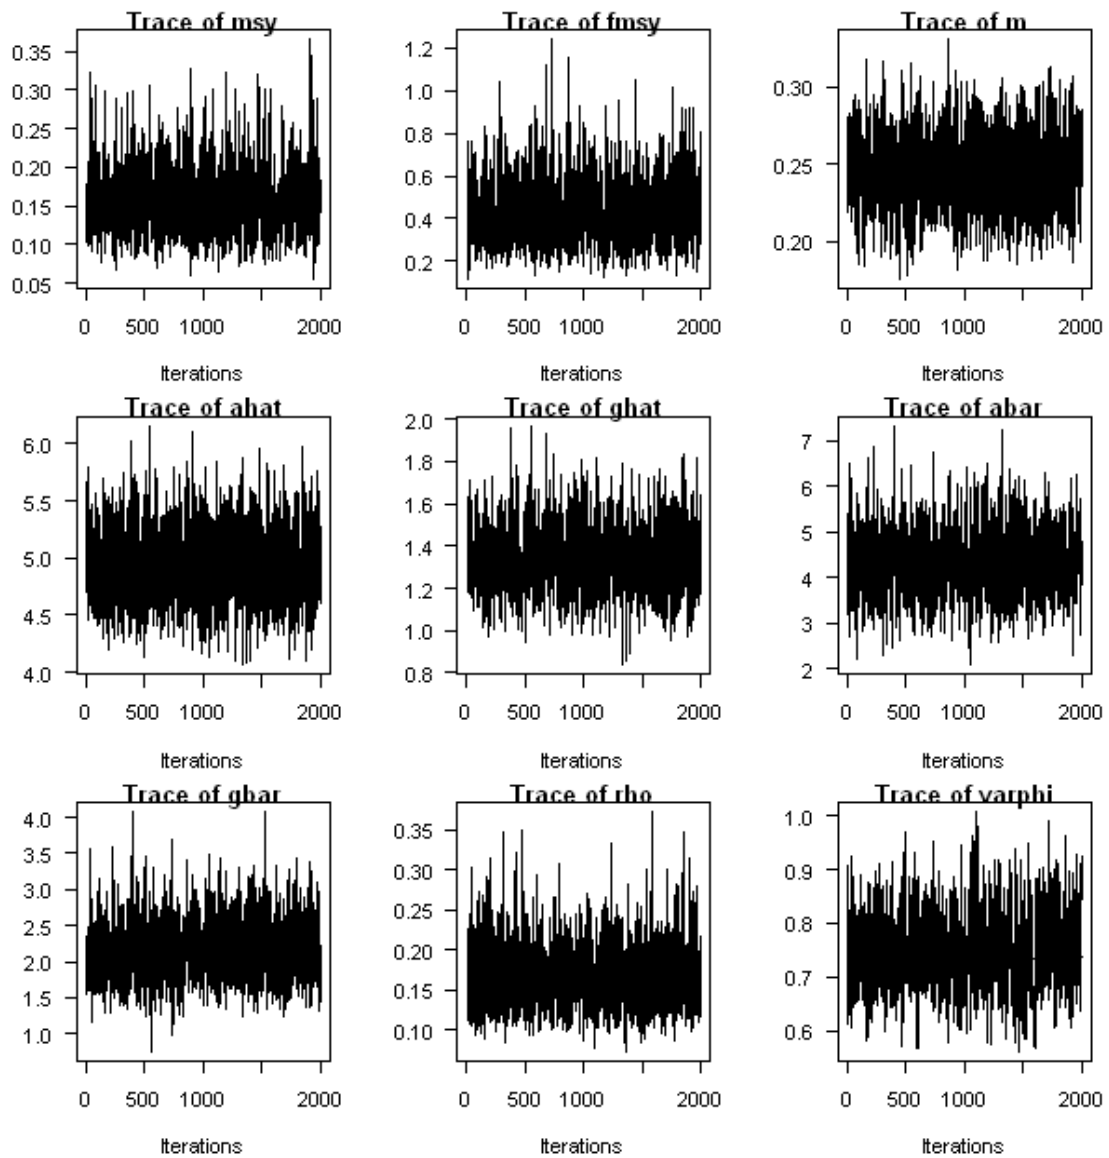 Trace of msy
0.35
0.30
0.25
0.20
0.15
0.10
0.05
0 500 1000 2000
Iterations
Trace of fmsy
1.2
1.0
0.8
0.6
0.4
0.2
0 500 1000 2000
Iterations
Trace of m
0.30
0.25
0.20
0 500 1000 2000
Iterations
Trace of ahat
6.0
5.5
5.0
4.5
4.0
0 500 1000 2000
Iterations
Trace of ghat
2.0
1.8
1.6
1.4
1.2
1.0
0.8
0 500 1000 2000
Iterations
Trace of abar
7
6
5
4
3
2
0 500 1000 2000
Iterations
Trace of gbar
4.0
3.5
3.0
2.5
2.0
1.5
1.0
0 500 1000 2000
Iterations
Trace of rho
0.35
0.30
0.25
0.20
0.15
0.10
0 500 1000 2000
Iterations
Trace of varphi
1.0
0.9
0.8
0.7
0.6
0 500 1000 2000
Iterations